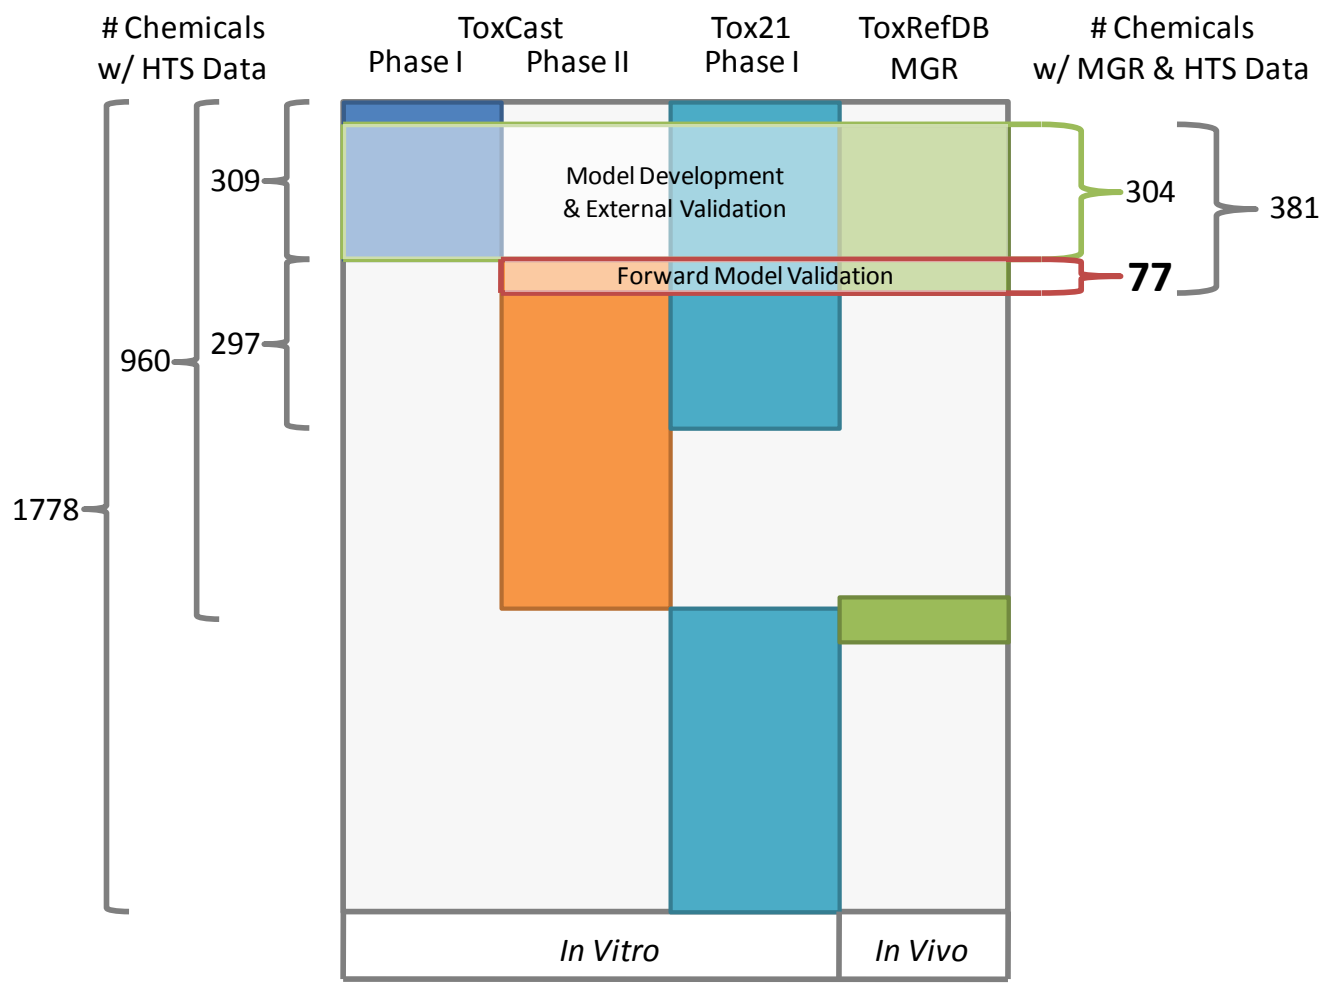 # Chemicals
w/ HTS Data
ToxCast
Phase I
Phase II
Tox21
Phase I
ToxRefDB
MGR
# Chemicals
w/ MGR & HTS Data
309
Model Development
& External Validation
304
381
Forward Model Validation
77
297
960
1778
In Vitro
In Vivo